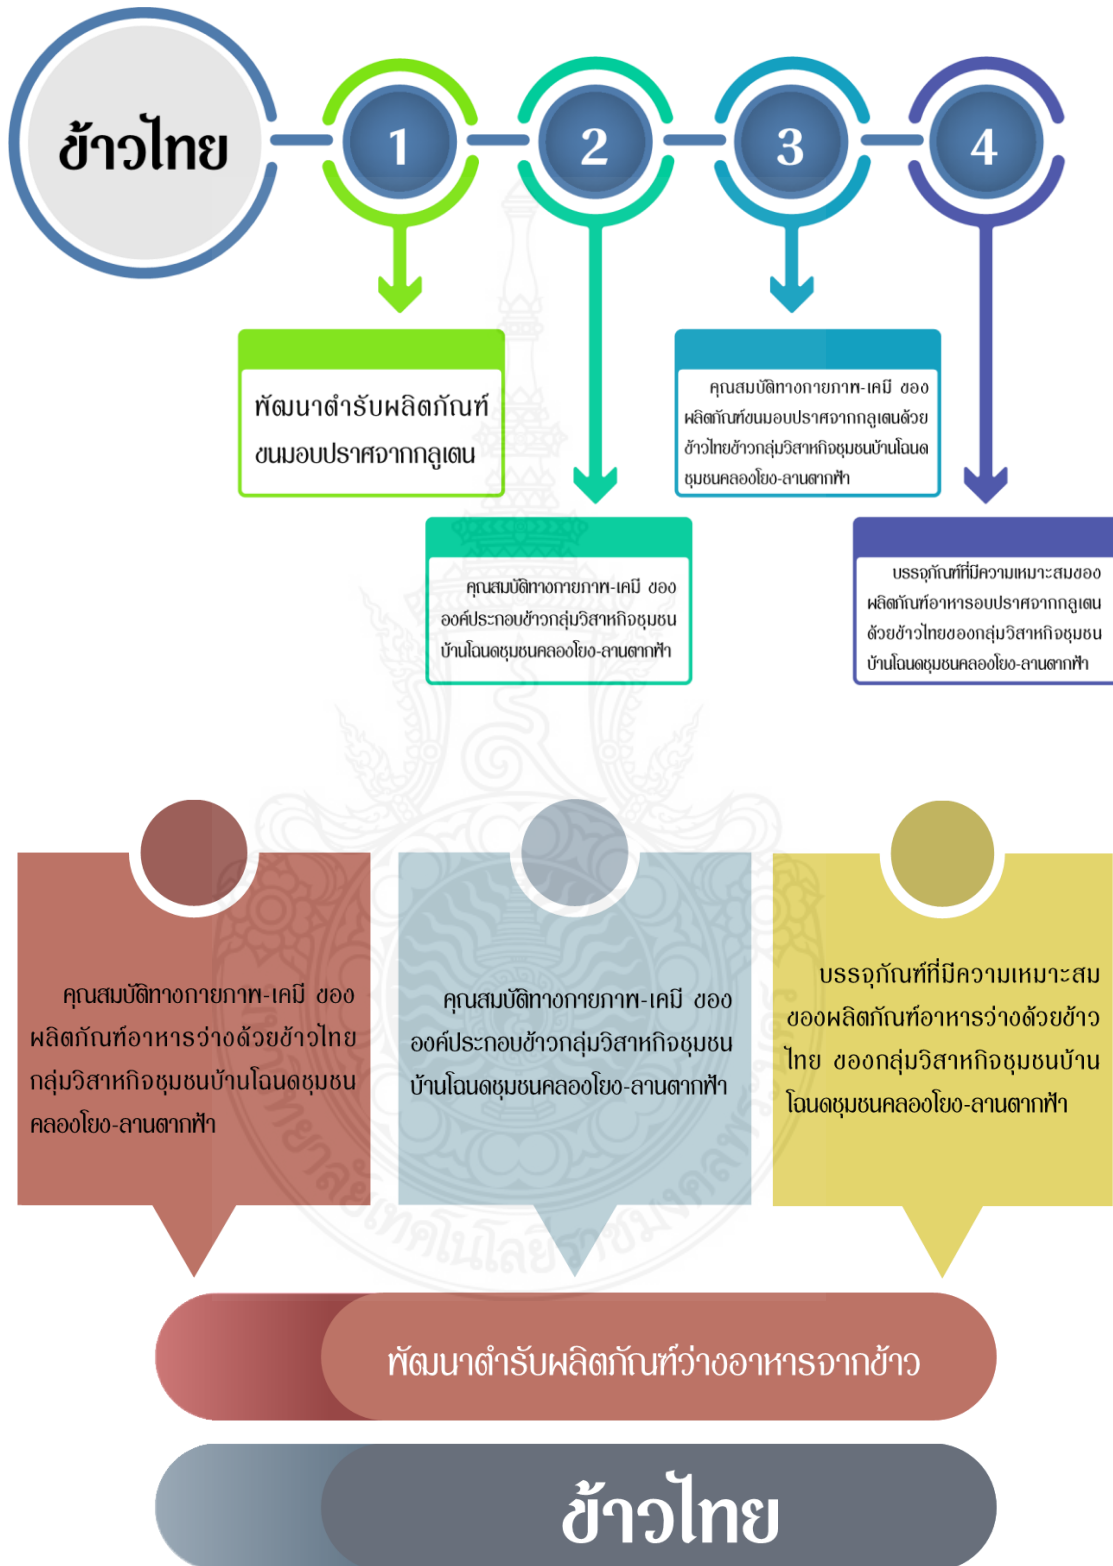 ข้าวไทย
1
2
3
4
พัฒนาตำรับผลิตภัณฑ์
ขนมอบปราศจากกลูเตน
คุณสมบัติทางกายภาพ-เคมี ของ
องค์ประกอบข้าวกลุ่มวิสาหกิจชุมชน
บ้านโฉนดชุมชนคลองโยง-ลานตากฟ้า
คุณสมบัติทางกายภาพ-เคมี ของ
ผลิตภัณฑ์ขนมอบปราศจากกลูเตนด้วย
ข้าวไทยข้าวกลุ่มวิสาหกิจชุมชนบ้านโฉนด
ชุมชนคลองโยง-ลานตากฟ้า
บรรจุภัณฑ์ที่มีความเหมาะสมของ
ผลิตภัณฑ์อาหารอบปราศจากกลูเตน
ด้วยข้าวไทยของกลุ่มวิสาหกิจชุมชน
บ้านโฉนดชุมชนคลองโยง-ลานตากฟ้า
คุณสมบัติทางกายภาพ-เคมี ของ
ผลิตภัณฑ์อาหารว่างด้วยข้าวไทย
กลุ่มวิสาหกิจชุมชนบ้านโฉนดชุมชน
คลองโยง-ลานตากฟ้า
คุณสมบัติทางกายภาพ-เคมี ของ
องค์ประกอบข้าวกลุ่มวิสาหกิจชุมชน
บ้านโฉนดชุมชนคลองโยง-ลานตากฟ้า
บรรจุภัณฑ์ที่มีความเหมาะสม
ของผลิตภัณฑ์อาหารว่างด้วยข้าว
ไทย ของกลุ่มวิสาหกิจชุมชนบ้าน
โฉนดชุมชนคลองโยง-ลานตากฟ้า
พัฒนาตำรับผลิตภัณฑ์ว่างอาหารจากข้าว
ข้าวไทย